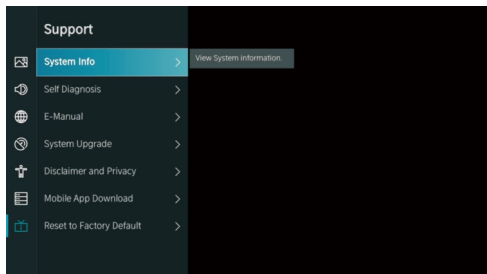 Support
System Info
View System information.
Self Diagnosis
E-Manual
System Upgrade
Disclaimer and Privacy
Mobile App Download
Reset to Factory Default